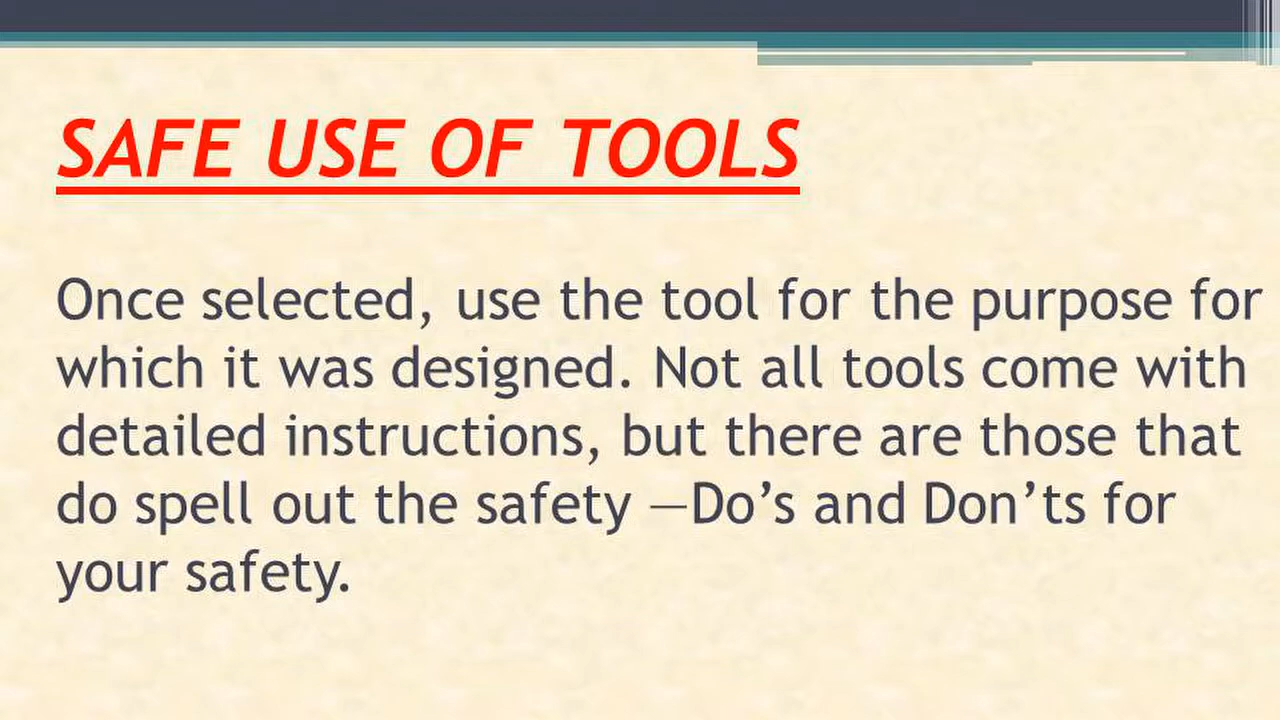 SAFE USE OF TOOLS
Once selected, use the tool for the purpose for
which it was designed. Not all tools come with
detailed instructions, but there are those that
do spell out the safety —Do’s and Don’ts for
your safety.